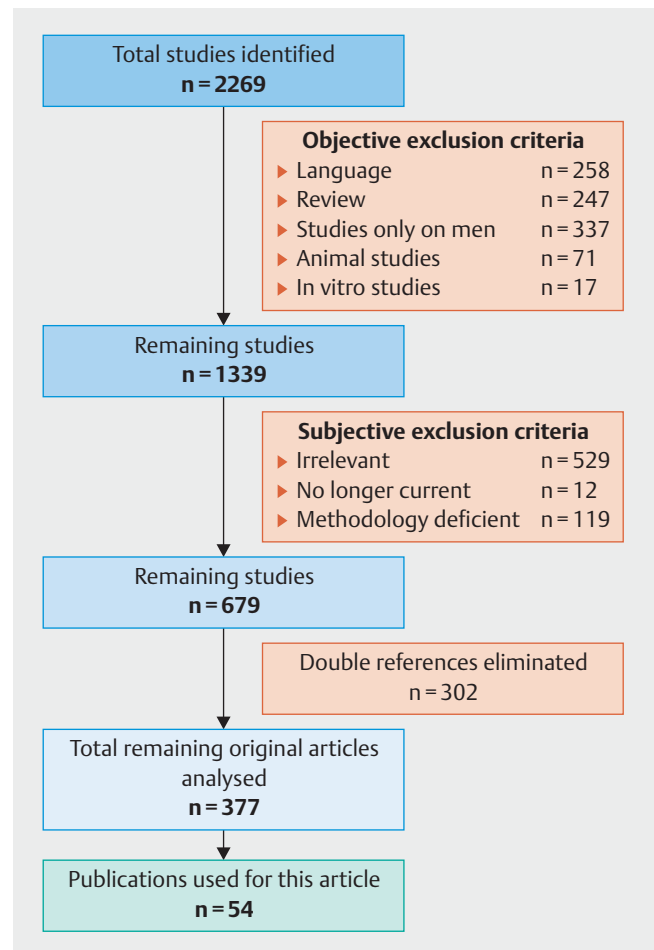 Total studies identified
n = 2269
Objective exclusion criteria
▶ Language n = 258
▶ Review n = 247
▶ Studies only on men n = 337
▶ Animal studies n = 71
▶ In vitro studies n = 17
Remaining studies
n = 1339
Subjective exclusion criteria
▶ Irrelevant n = 529
▶ No longer current n = 12
▶ Methodology deficient n = 119
Remaining studies
n = 679
Double references eliminated
n = 302
Total remaining original articles
analysed
n = 377
Publications used for this article
n = 54